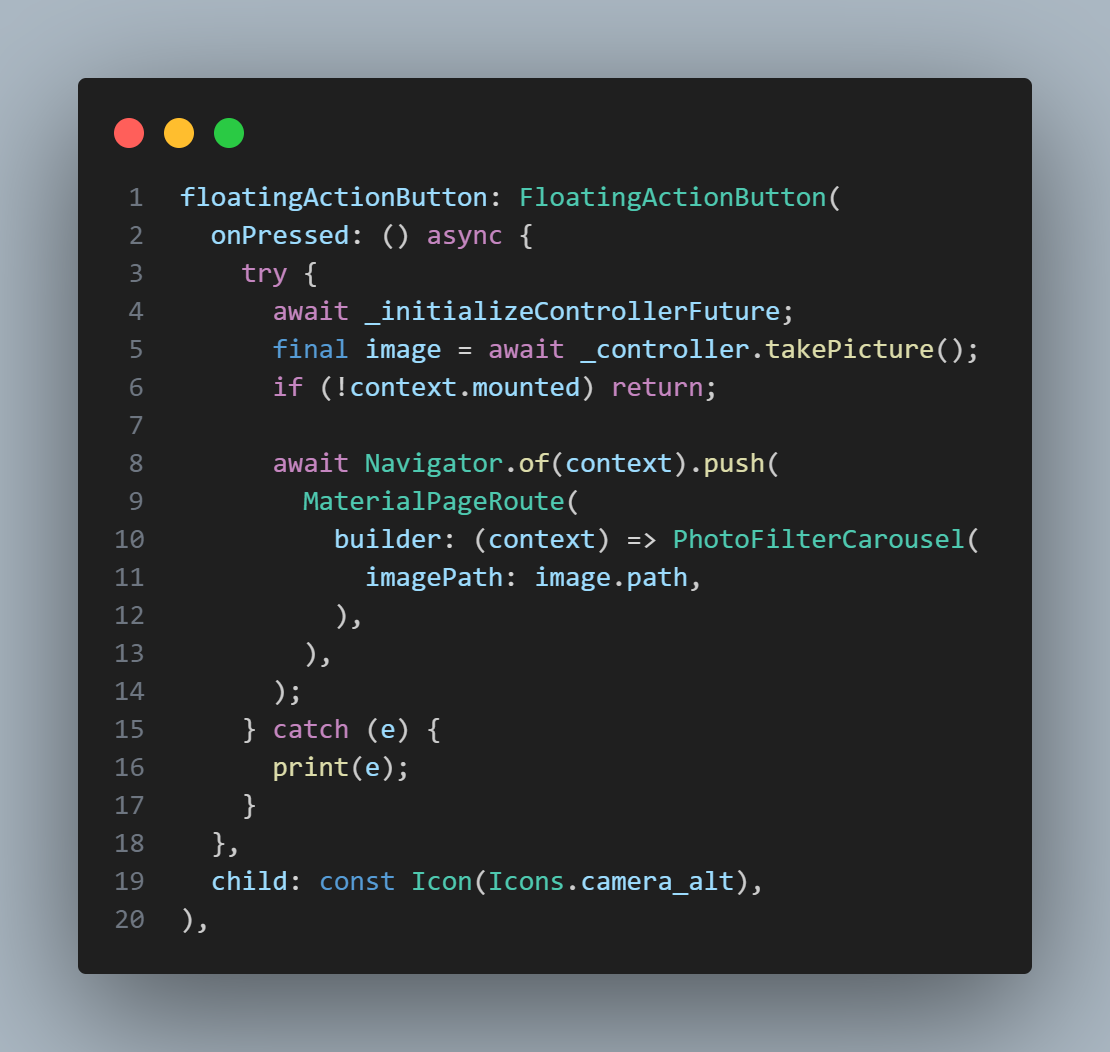 1 floatingActionButton: FloatingActionButton(
2   onPressed: () async {
3     try {
4       await _initializeControllerFuture;
5       final image = await _controller.takePicture();
6       if (!context.mounted) return;
7
8       await Navigator.of(context).push(
9         MaterialPageRoute(
10           builder: (context) => PhotoFilterCarousel(
11             imagePath: image.path,
12           ),
13         ),
14       );
15     } catch (e) {
16       print(e);
17     }
18   },
19   child: const Icon(Icons.camera_alt),
20 ),